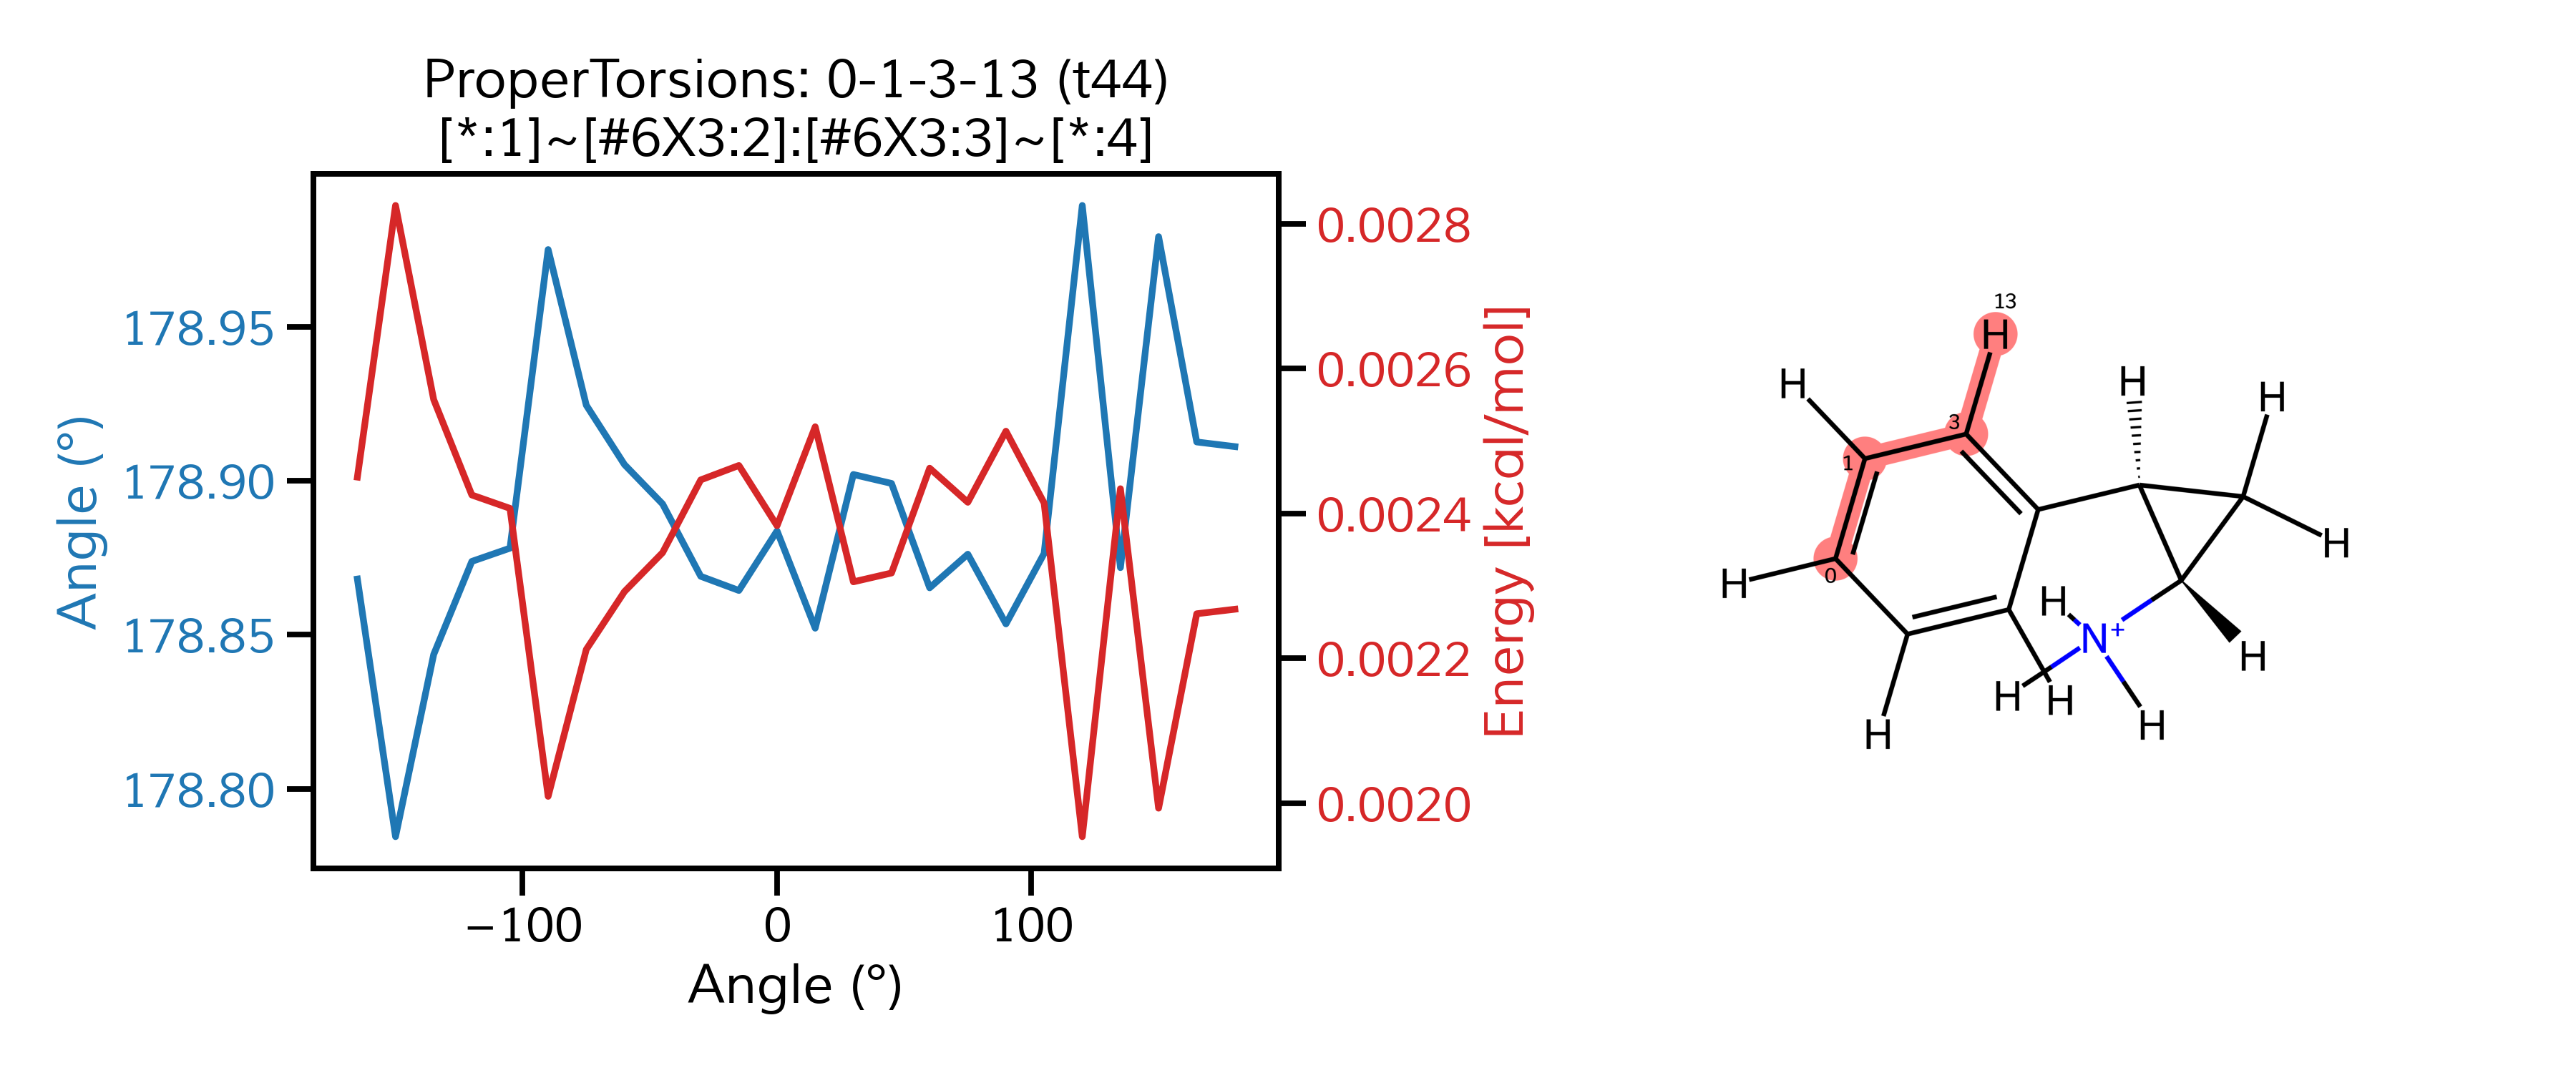 ProperTorsions: 0-1-3-13 (t44)
[*:1]~[#6X3:2]:[#6X3:3]~[*:4]
178.95
178.90
178.85
178.80
Angle (°)
0.0028
0.0026
0.0024
0.0022
0.0020
Energy [kcal/mol]
−100
0
100
Angle (°)
13
H
H
H
H
3
1
H
0
H
H
N+
H
H
H
H
H